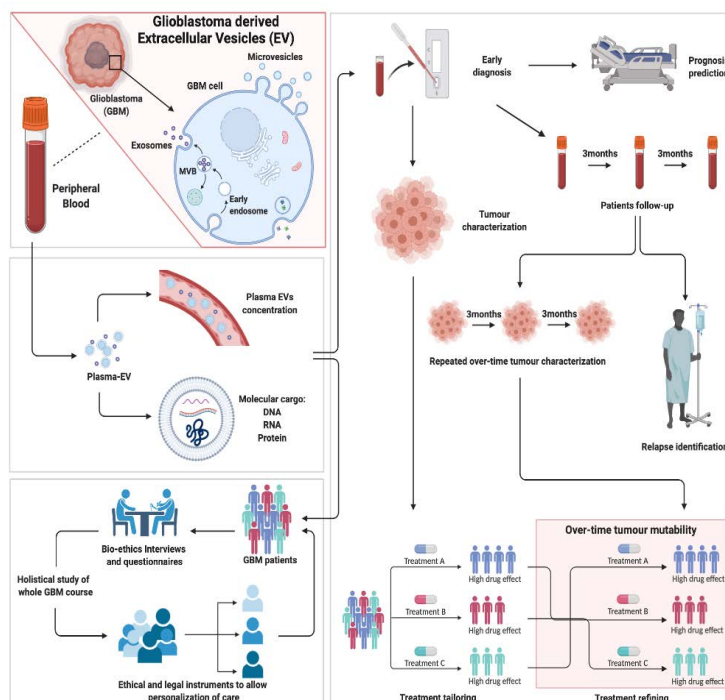 Glioblastoma derived
Extracellular Vesicles (EV)
Microvesicles
Glioblastoma
(GBM)
GBM cell
Exosomes
MVB
Early
endosome
Peripheral
Blood
Plasma EVs
concentration
Plasma-EV
Molecular cargo:
DNA
RNA
Protein
Bio-ethics Interviews
and questionnaires
GBM patients
Holistical study of
whole GBM course
Ethical and legal instruments to allow
personalization of care
Early
diagnosis
Prognosis
prediction
3months
3months
Patients follow-up
Tumour
characterization
3months
3months
Repeated over-time tumour characterization
Relapse identification
Treatment A
High drug effect
Treatment B
High drug effect
Treatment C
High drug effect
Treatment tailoring
Over-time tumour mutability
Treatment A
High drug effect
Treatment B
High drug effect
Treatment C
High drug effect
Treatment refining